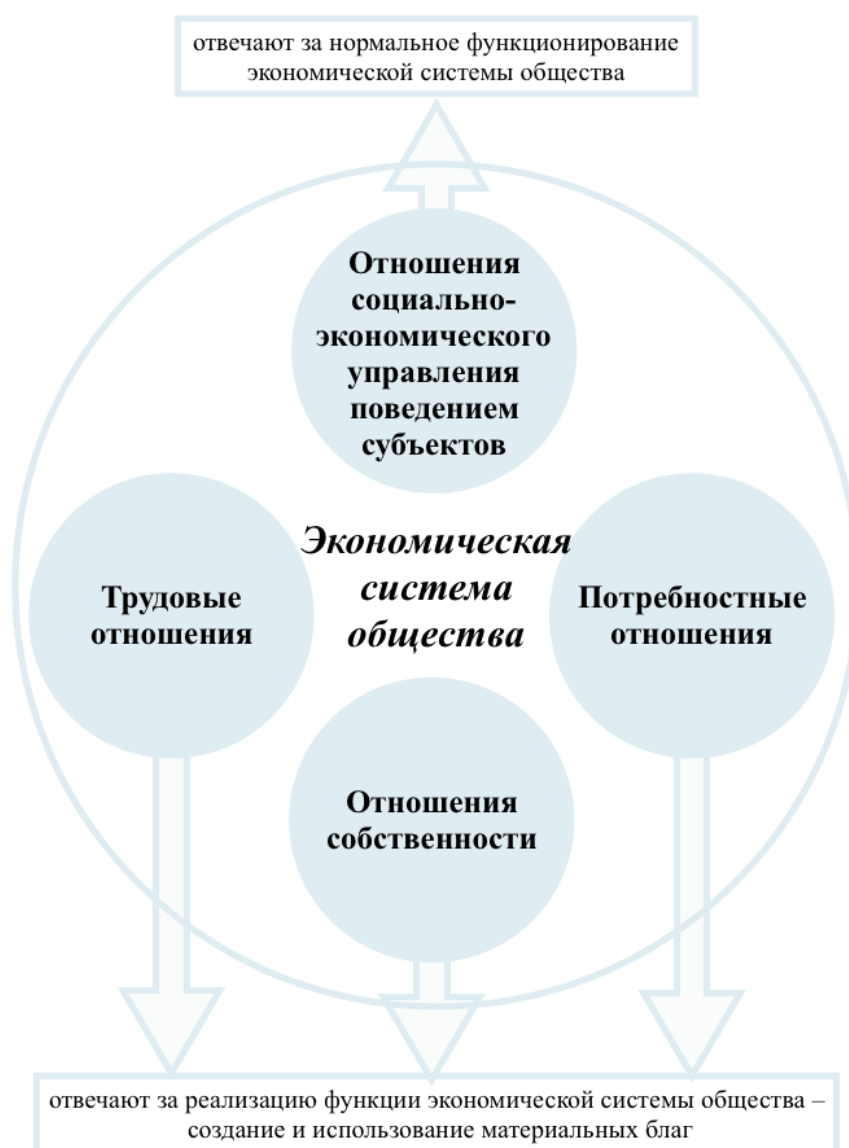 отвечают за нормальное функционирование
экономической системы общества
Отношения
социально-
экономического
управления
поведением
субъектов
Экономическая
система
общества
Трудовые
отношения
Потребностные
отношения
Отношения
собственности
отвечают за реализацию функции экономической системы общества –
создание и использование материальных благ